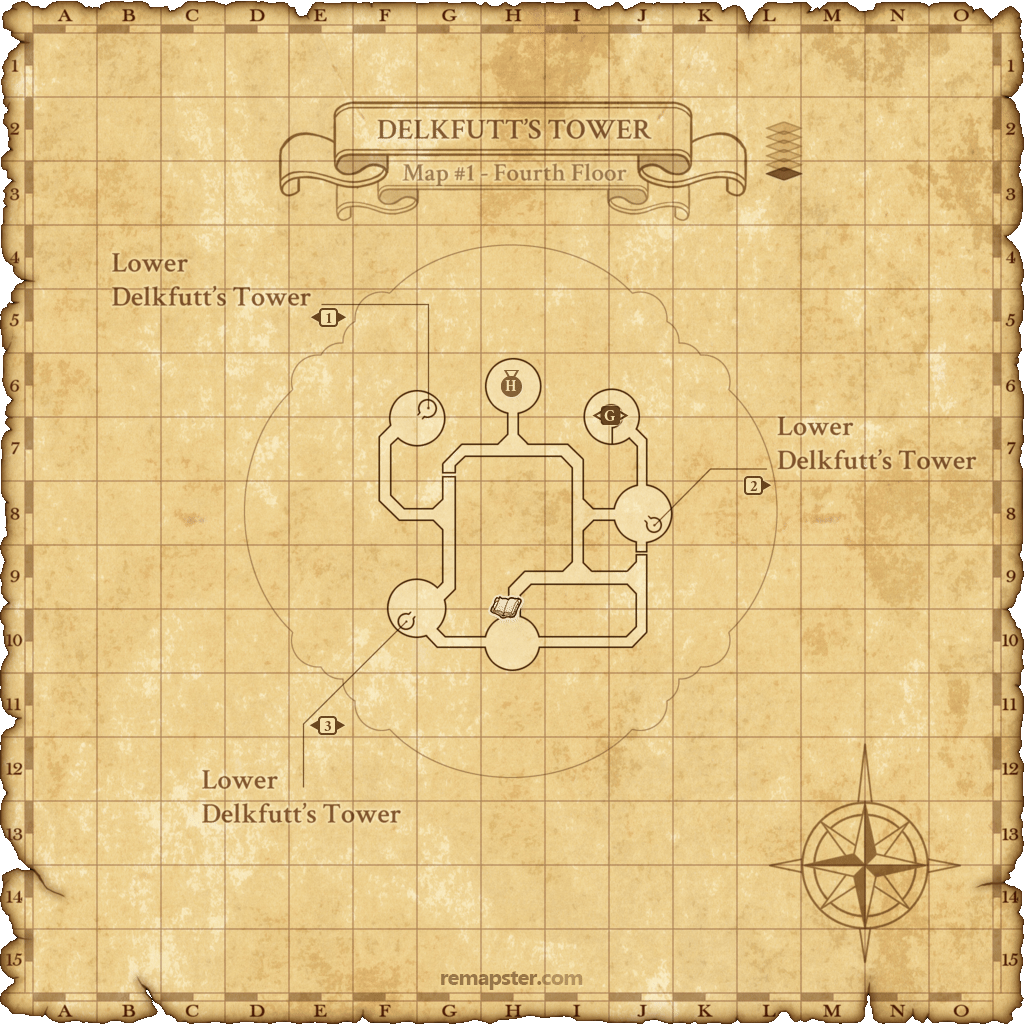 A B C D E F G H I J K L M N O
1 1
DELKFUTT'S TOWER
2 2
Map #1 - Fourth Floor
3 3
Lower
Delkfutt's Tower
4 4
1
5 5
H
6 6
G
Lower
Delkfutt's Tower
7 7
2
8 8
9 9
10 10
11 11
3
Lower
Delkfutt's Tower
12 12
13 13
14 14
15 15
remapster.com
A B C D E F G H I J K L M N O